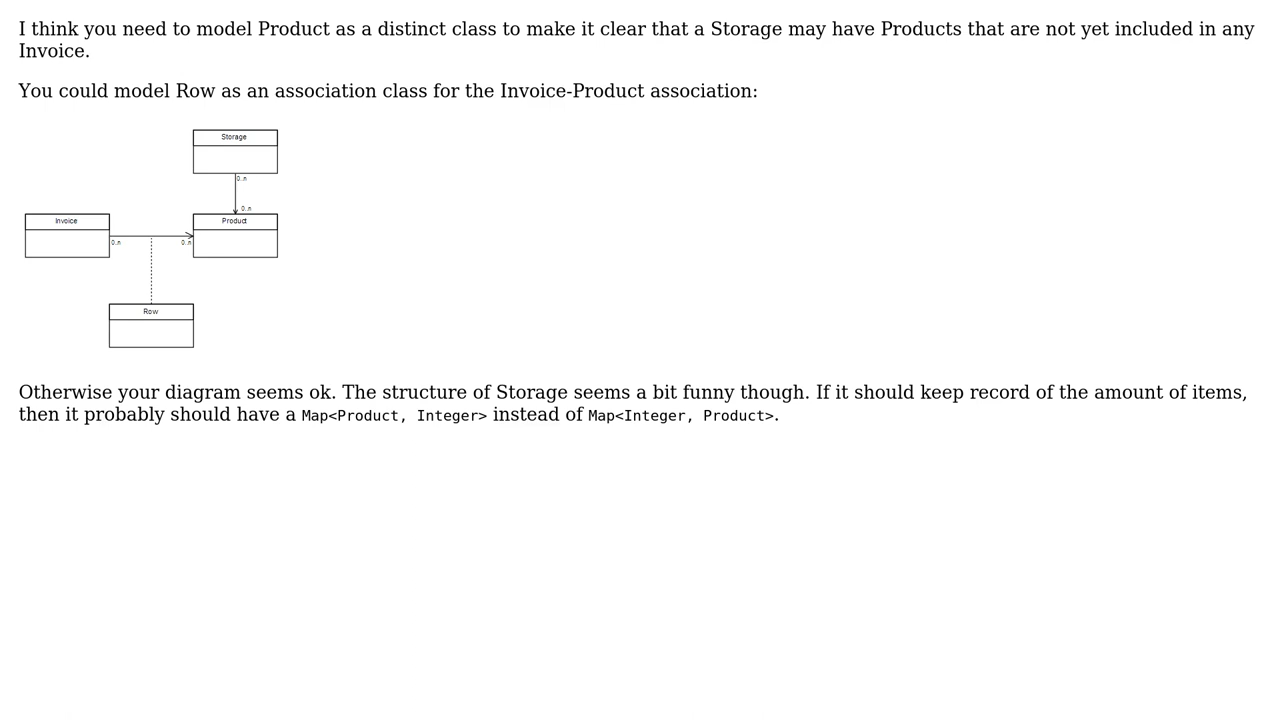 I think you need to model Product as a distinct class to make it clear that a Storage may have Products that are not yet included in any
Invoice.
You could model Row as an association class for the Invoice-Product association:
Storage
0..n
0..n
Invoice
Product
0..n
0..n
Row
Otherwise your diagram seems ok. The structure of Storage seems a bit funny though. If it should keep record of the amount of items,
then it probably should have a Map<Product, Integer> instead of Map<Integer, Product>.